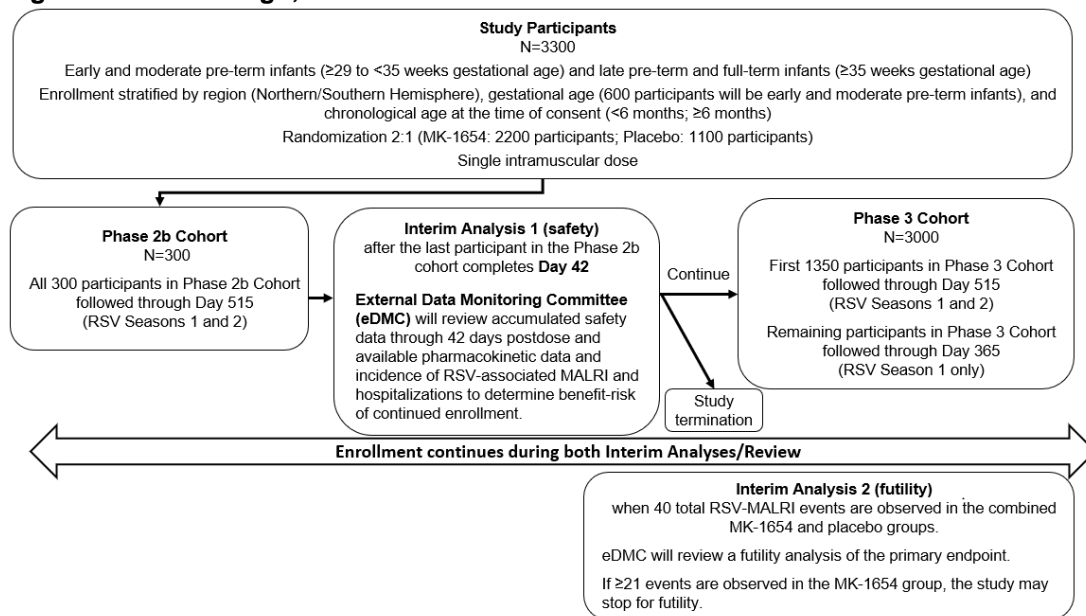 Study Participants
N=3300
Early and moderate pre-term infants (≥29 to <35 weeks gestational age) and late pre-term and full-term infants (≥35 weeks gestational age)
Enrollment stratified by region (Northern/Southern Hemisphere), gestational age (600 participants will be early and moderate pre-term infants), and
chronological age at the time of consent (<6 months; ≥6 months)
Randomization 2:1 (MK-1654: 2200 participants; Placebo: 1100 participants)
Single intramuscular dose
Phase 2b Cohort
N=300
All 300 participants in Phase 2b Cohort
followed through Day 515
(RSV Seasons 1 and 2)
Interim Analysis 1 (safety)
after the last participant in the Phase 2b
cohort completes Day 42
External Data Monitoring Committee
(eDMC) will review accumulated safety
data through 42 days postdose and
available pharmacokinetic data and
incidence of RSV-associated MALRI and
hospitalizations to determine benefit-risk
of continued enrollment.
Continue
Study
termination
Phase 3 Cohort
N=3000
First 1350 participants in Phase 3 Cohort
followed through Day 515
(RSV Seasons 1 and 2)
Remaining participants in Phase 3 Cohort
followed through Day 365
(RSV Season 1 only)
Enrollment continues during both Interim Analyses/Review
Interim Analysis 2 (futility)
when 40 total RSV-MALRI events are observed in the combined
MK-1654 and placebo groups.
eDMC will review a futility analysis of the primary endpoint.
If ≥21 events are observed in the MK-1654 group, the study may
stop for futility.